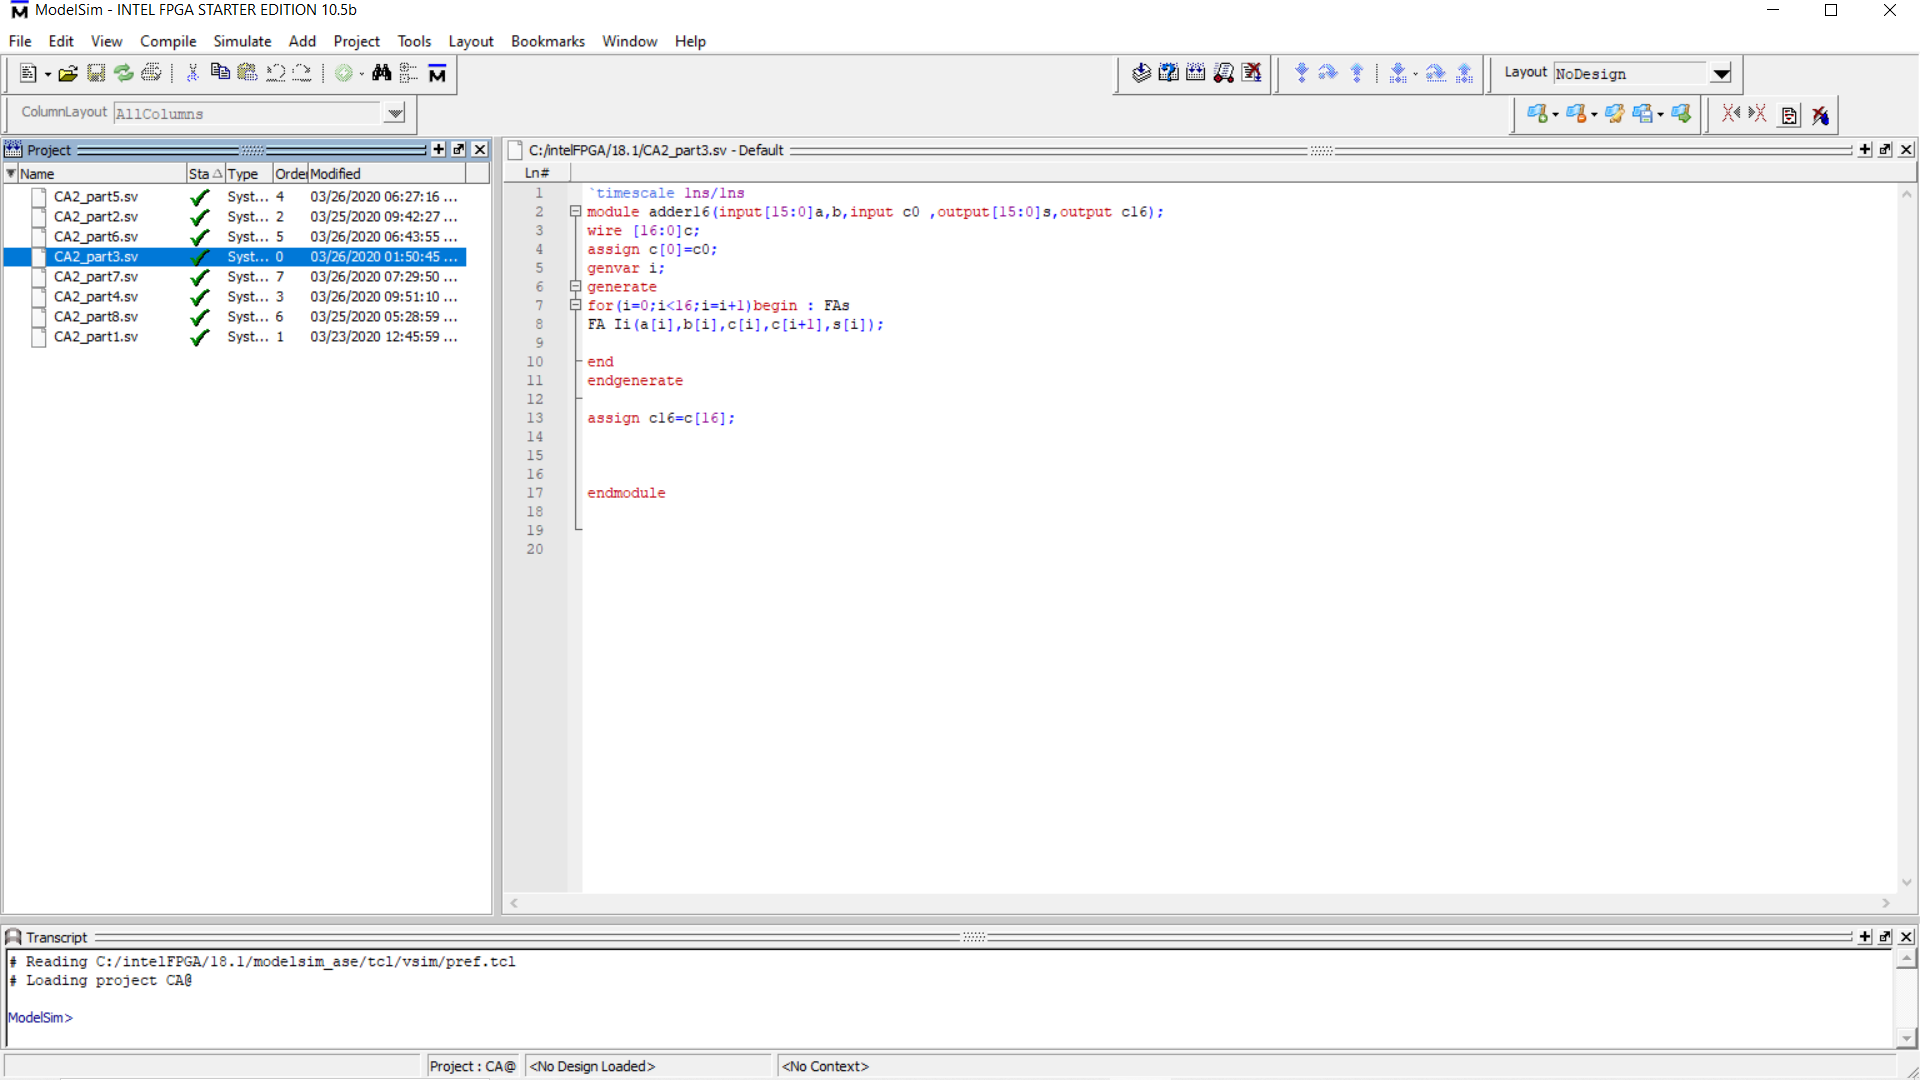 ModelSim - INTEL FPGA STARTER EDITION 10.5b
File Edit View Compile Simulate Add Project Tools Layout Bookmarks Window Help
Layout NoDesign
ColumnLayout AllColumns
Project
Name Sta Type Order Modified
CA2_part5.sv Syst... 4 03/26/2020 06:27:16 ...
CA2_part2.sv Syst... 2 03/25/2020 09:42:27 ...
CA2_part6.sv Syst... 5 03/26/2020 06:43:55 ...
CA2_part3.sv Syst... 0 03/26/2020 01:50:45 ...
CA2_part7.sv Syst... 7 03/26/2020 07:29:50 ...
CA2_part4.sv Syst... 3 03/26/2020 09:51:10 ...
CA2_part8.sv Syst... 6 03/25/2020 05:28:59 ...
CA2_part1.sv Syst... 1 03/23/2020 12:45:59 ...
C:/intelFPGA/18.1/CA2_part3.sv - Default
Ln#
1 `timescale 1ns/1ns
2 module adder16(input[15:0]a,b,input c0 ,output[15:0]s,output c16);
3 wire [16:0]c;
4 assign c[0]=c0;
5 genvar i;
6 generate
7 for(i=0;i<16;i=i+1)begin : FAs
8 FA Ii(a[i],b[i],c[i],c[i+1],s[i]);
9
10 end
11 endgenerate
12
13 assign c16=c[16];
14
15
16
17 endmodule
18
19
20
Transcript
# Reading C:/intelFPGA/18.1/modelsim_ase/tcl/vsim/pref.tcl
# Loading project CA@
ModelSim>
Project : CA@ <No Design Loaded> <No Context>